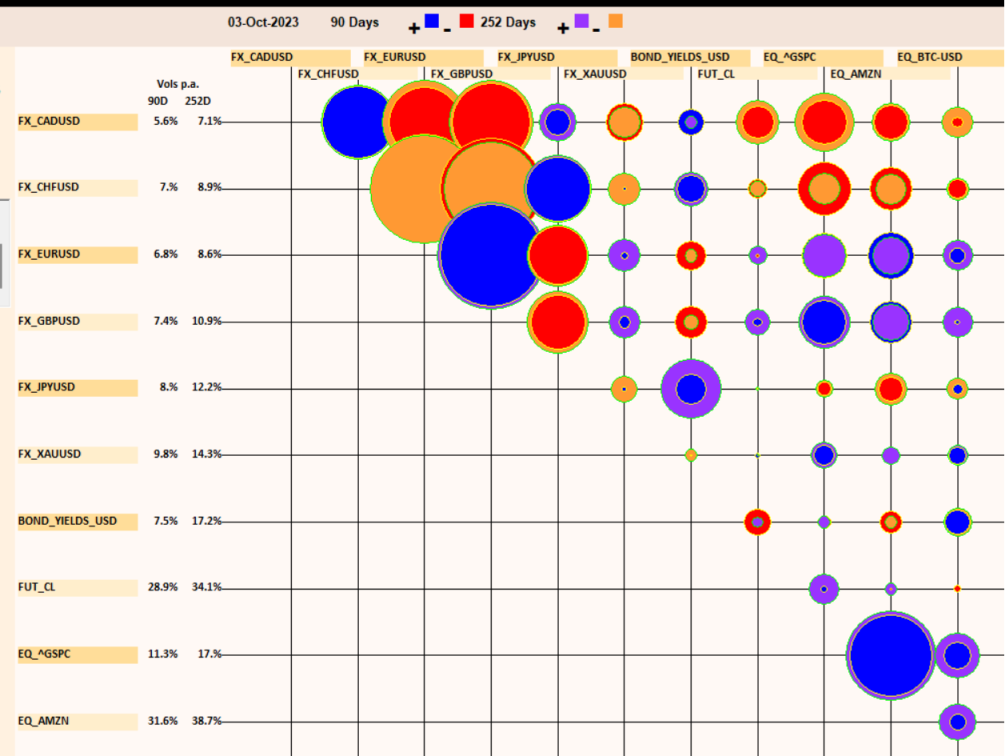 03-Oct-2023 90 Days + - 252 Days + -
FX_CADUSD FX_EURUSD FX_JPYUSD BOND_YIELDS_USD EQ_^GSPC EQ_BTC-USD
FX_CHFUSD FX_GBPUSD FX_XAUUSD FUT_CL EQ_AMZN
Vols p.a.
90D 252D
FX_CADUSD 5.6% 7.1%
FX_CHFUSD 7.% 8.9%
FX_EURUSD 6.8% 8.6%
FX_GBPUSD 7.4% 10.9%
FX_JPYUSD 8.% 12.2%
FX_XAUUSD 9.8% 14.3%
BOND_YIELDS_USD 7.5% 17.2%
FUT_CL 28.9% 34.1%
EQ_^GSPC 11.3% 17.%
EQ_AMZN 31.6% 38.7%